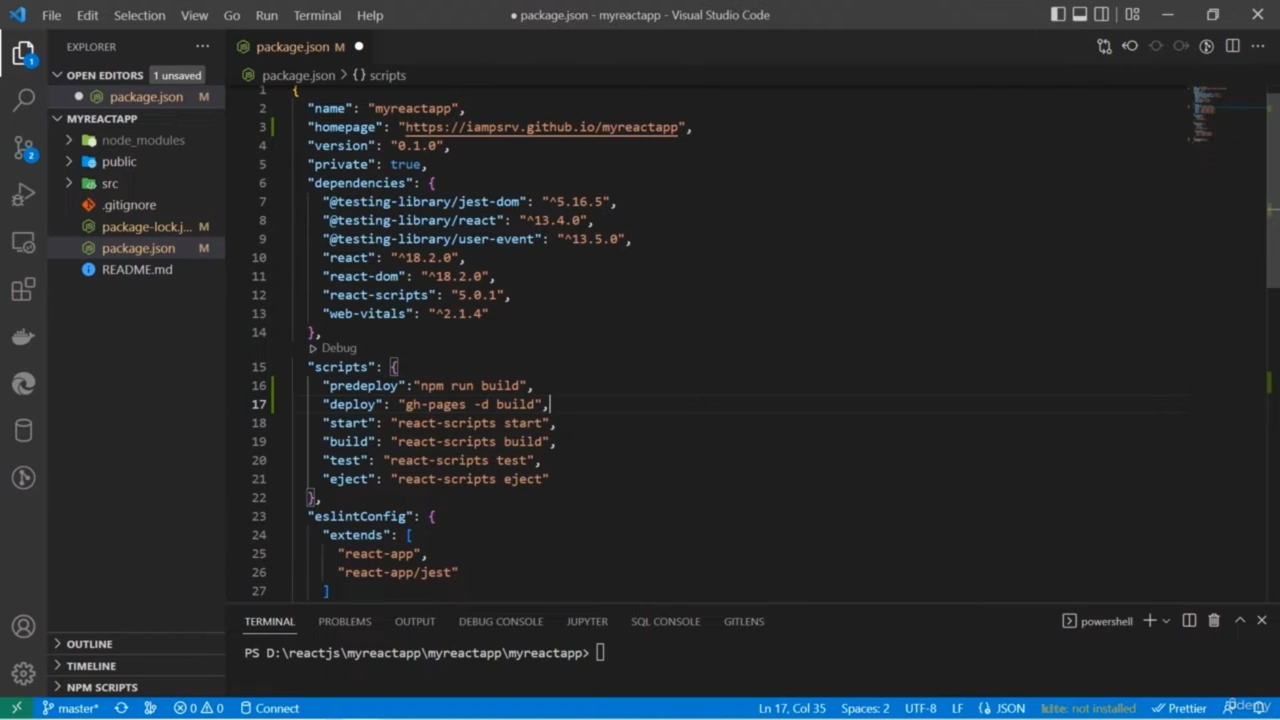 File Edit Selection View Go Run Terminal Help ● package.json - myreactapp - Visual Studio Code
EXPLORER
OPEN EDITORS 1 unsaved
package.json M
MYREACTAPP
node_modules
public
src
.gitignore
package-lock.j... M
package.json M
README.md
OUTLINE
TIMELINE
NPM SCRIPTS
1
2
package.json M
package.json > {} scripts
1 {
2 "name": "myreactapp",
3 "homepage": "https://iampsrv.github.io/myreactapp",
4 "version": "0.1.0",
5 "private": true,
6 "dependencies": {
7 "@testing-library/jest-dom": "^5.16.5",
8 "@testing-library/react": "^13.4.0",
9 "@testing-library/user-event": "^13.5.0",
10 "react": "^18.2.0",
11 "react-dom": "^18.2.0",
12 "react-scripts": "5.0.1",
13 "web-vitals": "^2.1.4"
14 },
Debug
15 "scripts": {
16 "predeploy":"npm run build",
17 "deploy": "gh-pages -d build",
18 "start": "react-scripts start",
19 "build": "react-scripts build",
20 "test": "react-scripts test",
21 "eject": "react-scripts eject"
22 },
23 "eslintConfig": {
24 "extends": [
25 "react-app",
26 "react-app/jest"
27 ]
TERMINAL PROBLEMS OUTPUT DEBUG CONSOLE JUPYTER SQL CONSOLE GITLENS powershell
PS D:\reactjs\myreactapp\myreactapp\myreactapp>
master* 0 0 Connect Ln 17, Col 35 Spaces: 2 UTF-8 LF {} JSON kite: not installed Prettier
Udemy